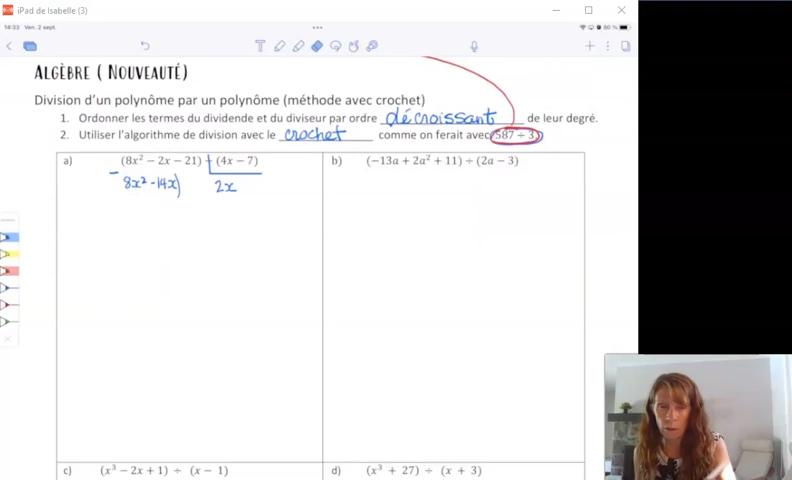 iPad de Isabelle (3)
14:33 Ven. 2 sept.
80 %
ALGÈBRE ( NOUVEAUTÉ)
Division d'un polynôme par un polynôme (méthode avec crochet)
1. Ordonner les termes du dividende et du diviseur par ordre décroissant de leur degré.
2. Utiliser l'algorithme de division avec le crochet comme on ferait avec 587 ÷ 3
a) (8x² − 2x − 21) ÷ (4x − 7)
− 8x² - 14x) 2x
b) (−13a + 2a² + 11) ÷ (2a − 3)
c) (x³ − 2x + 1) ÷ (x − 1)
d) (x³ + 27) ÷ (x + 3)